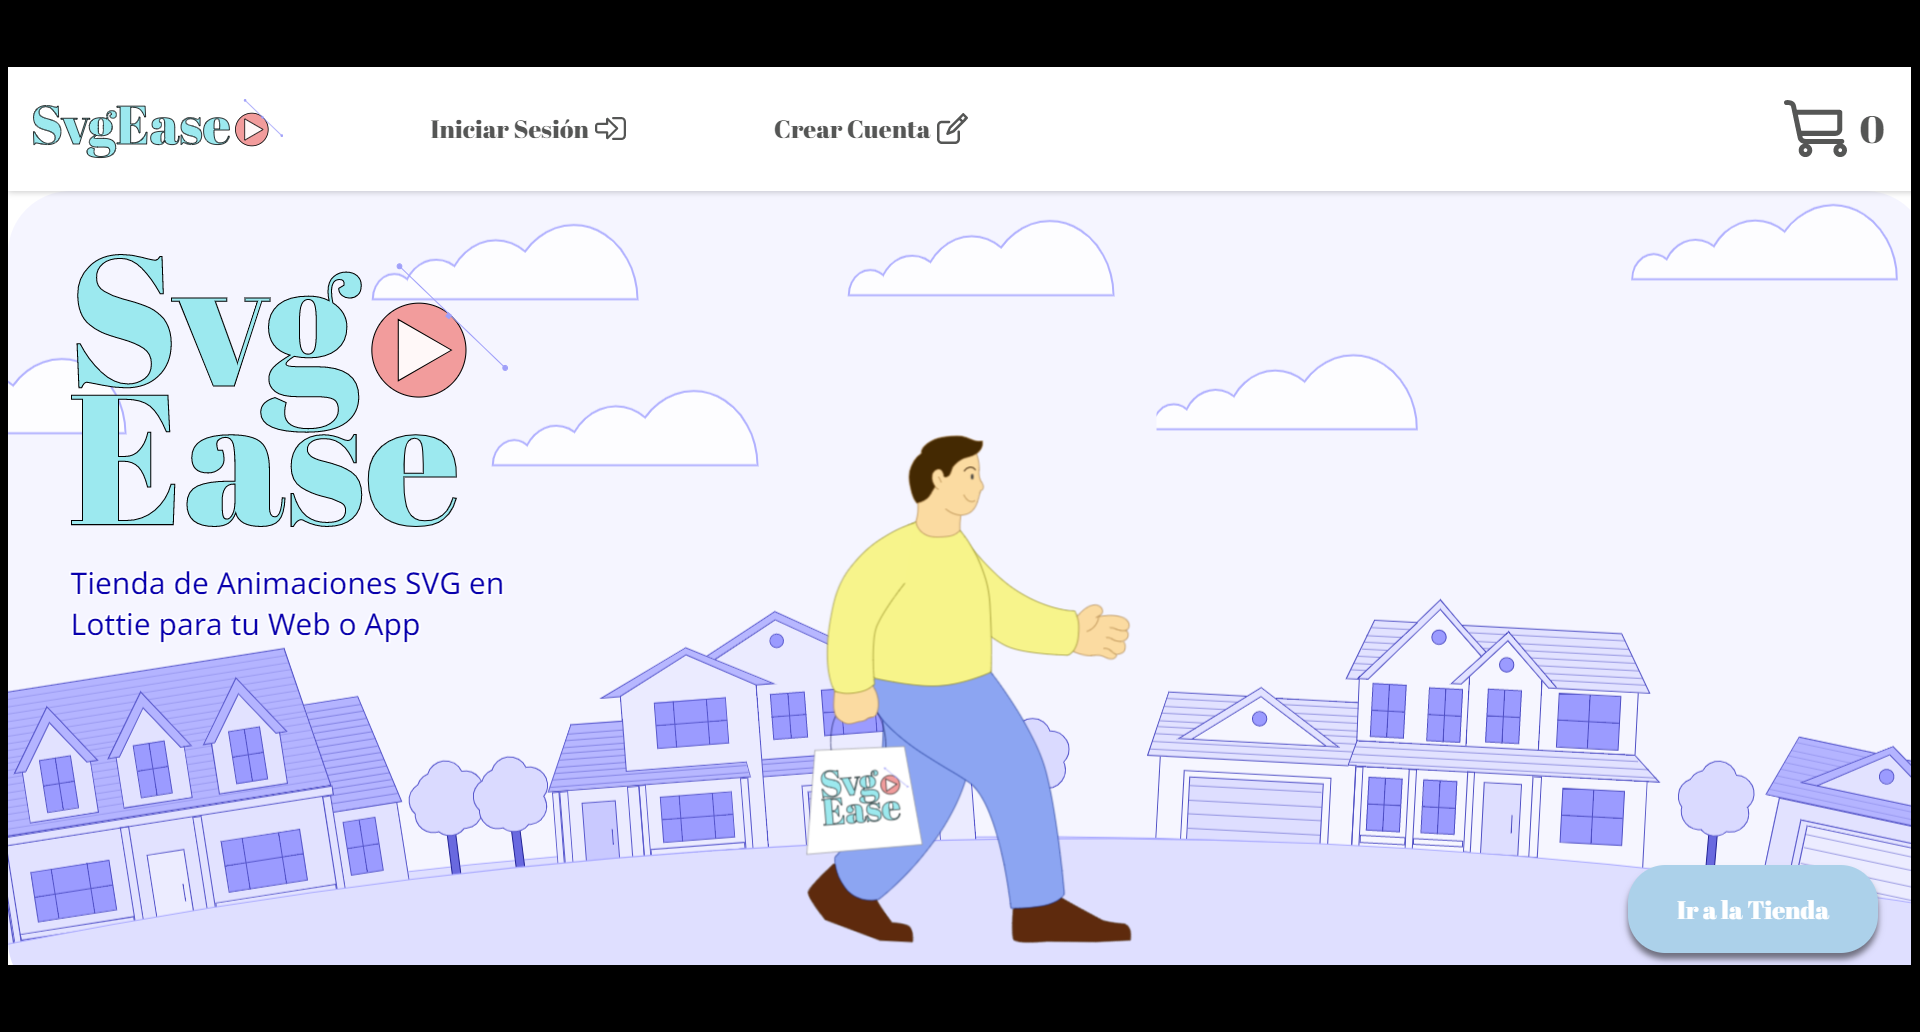 SvgEase
Iniciar Sesión
Crear Cuenta
0
Svg
Ease
Tienda de Animaciones SVG en
Lottie para tu Web o App
Svg
Ease
Ir a la Tienda